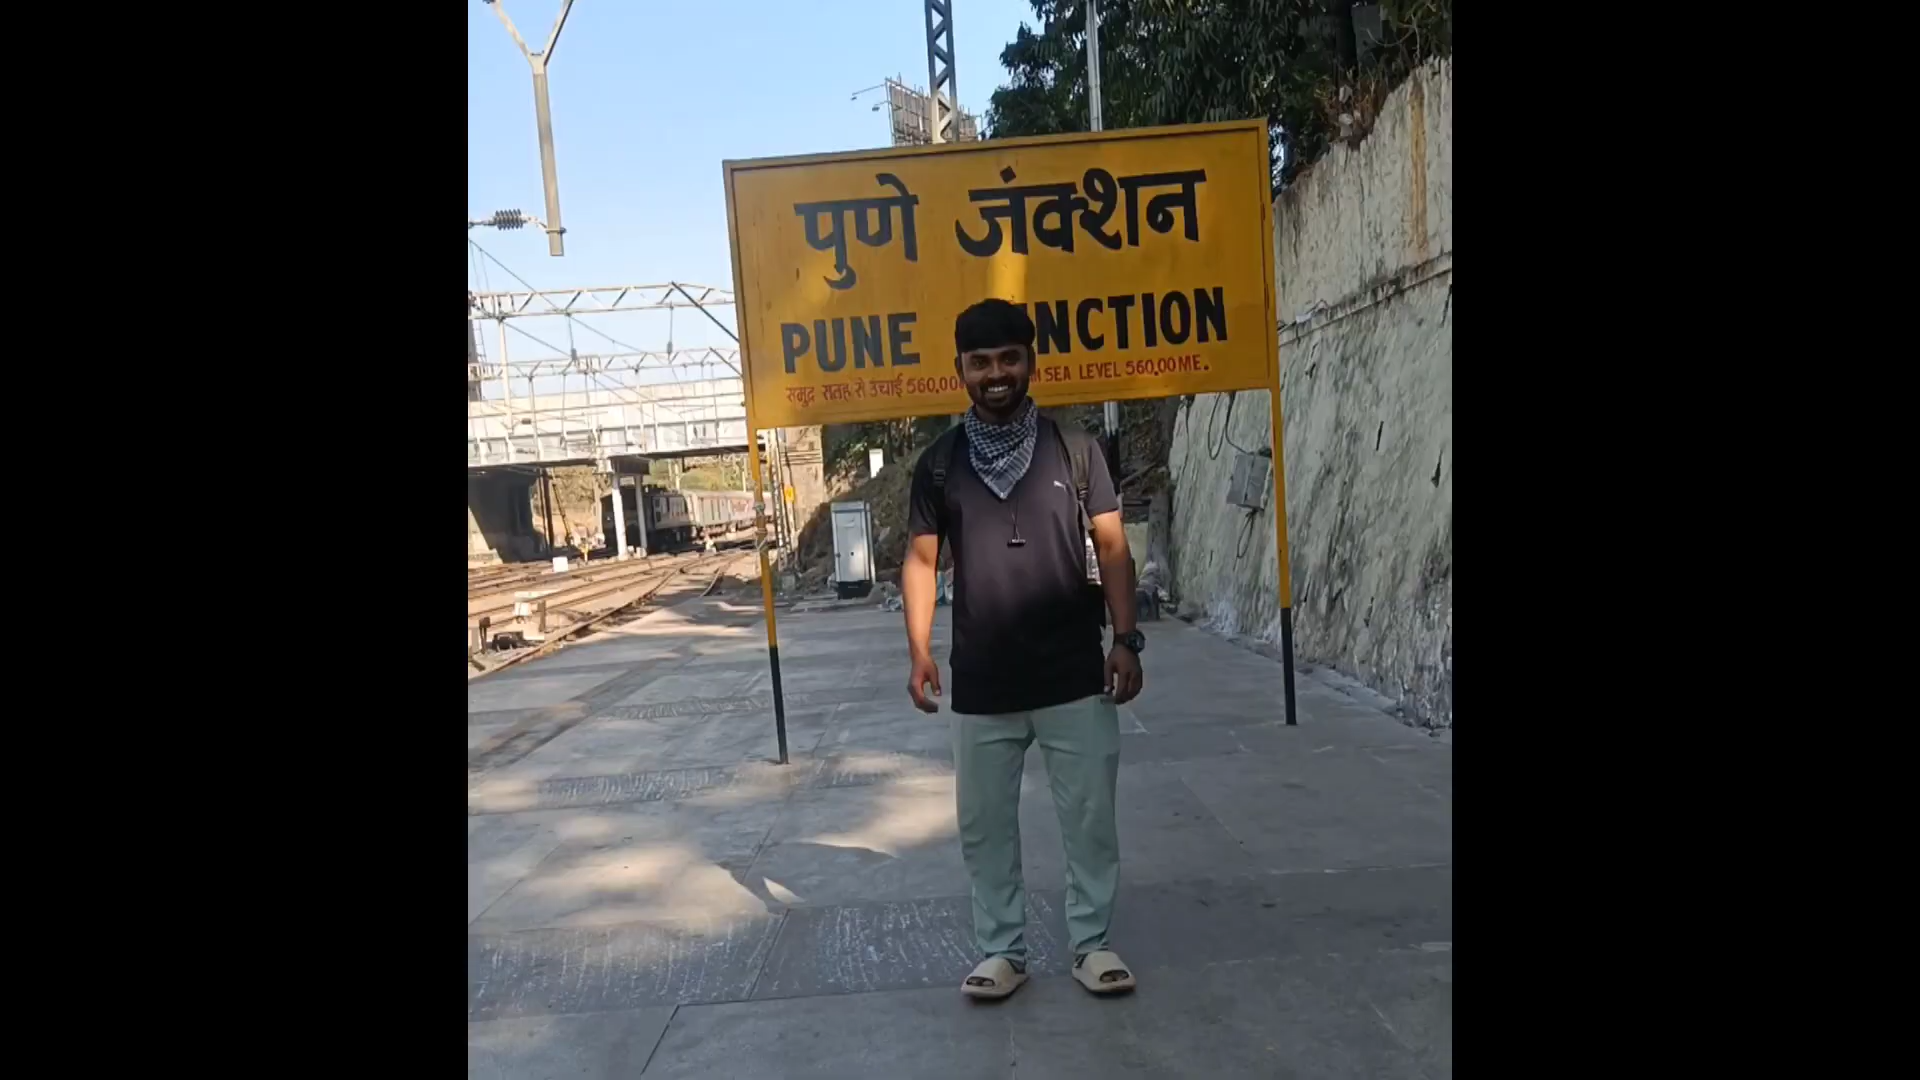 पुणे जंक्शन
PUNE NCTION
समुद्र सतह से उंचाई 560,00 SEA LEVEL 560,00 ME.